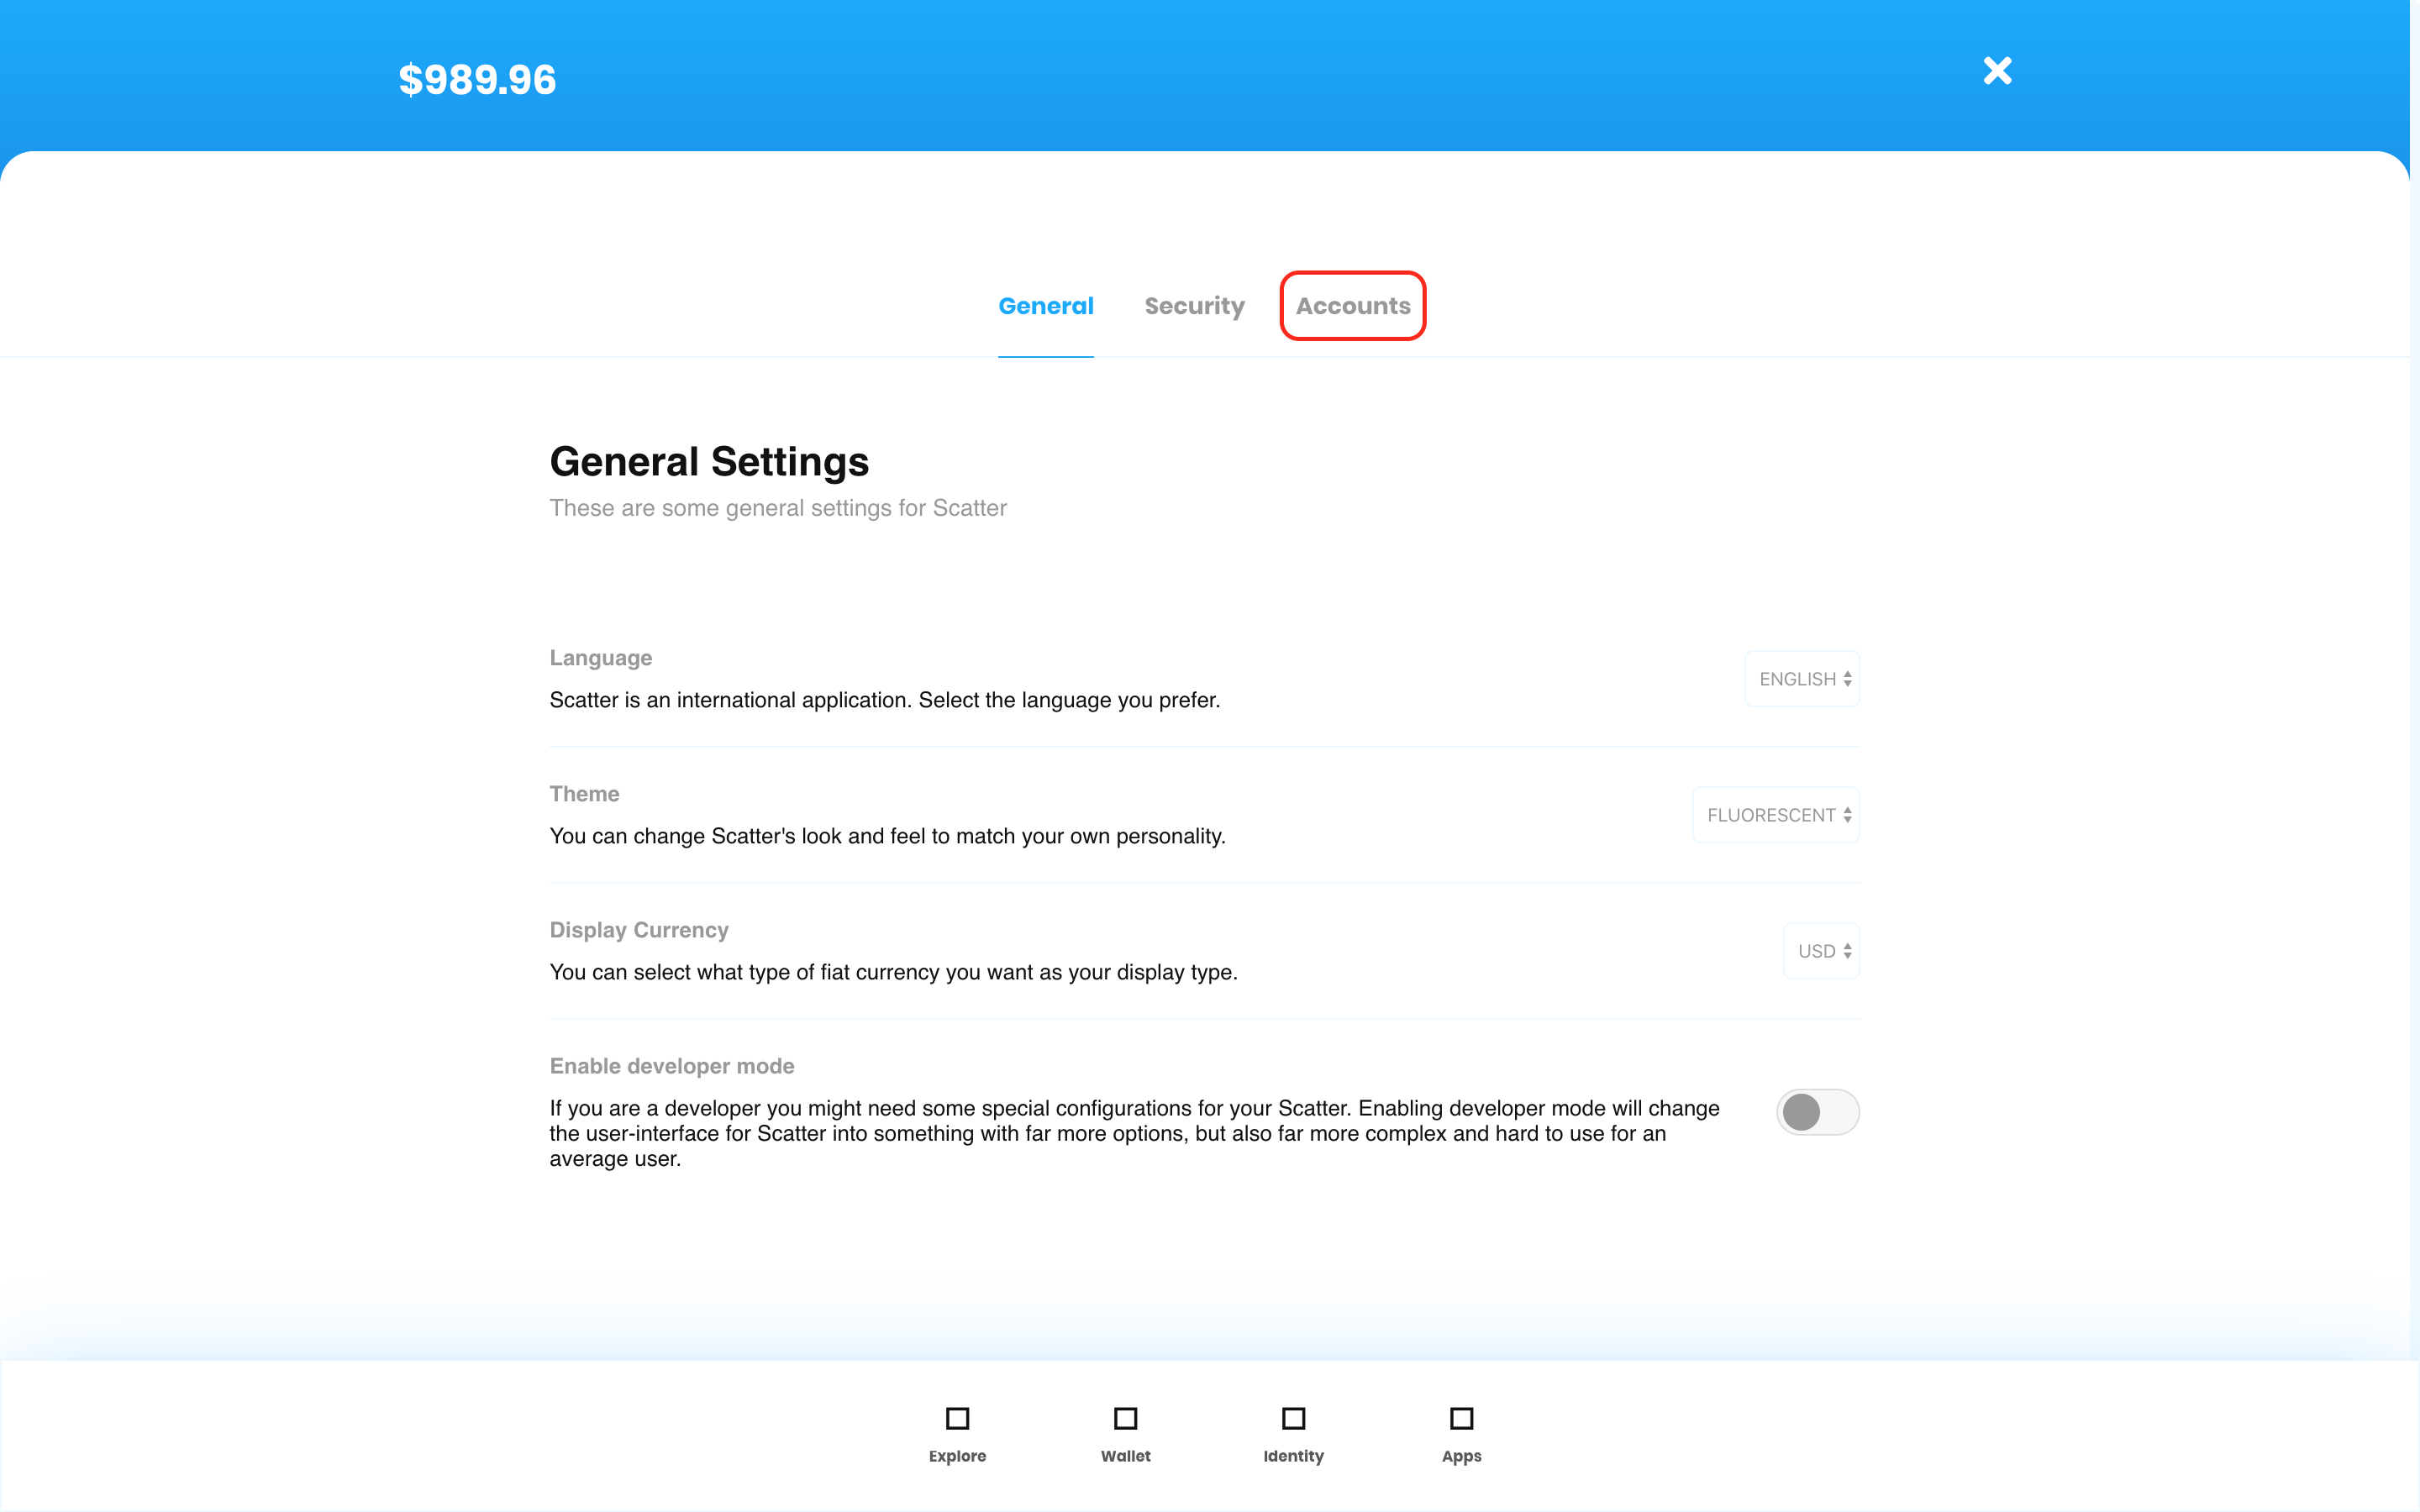 $989.96
General Security Accounts
General Settings
These are some general settings for Scatter
Language
Scatter is an international application. Select the language you prefer.
ENGLISH
Theme
You can change Scatter's look and feel to match your own personality.
FLUORESCENT
Display Currency
You can select what type of fiat currency you want as your display type.
USD
Enable developer mode
If you are a developer you might need some special configurations for your Scatter. Enabling developer mode will change
the user-interface for Scatter into something with far more options, but also far more complex and hard to use for an
average user.
Explore Wallet Identity Apps